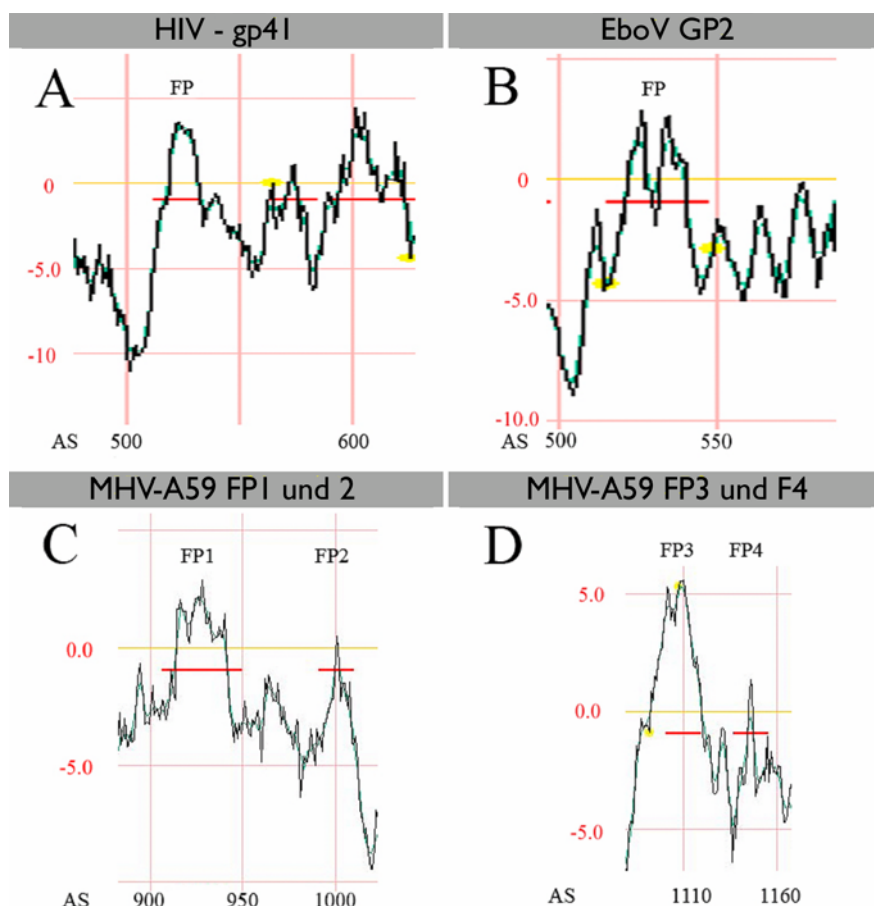 HIV - gp41
EboV GP2
A
FP
0
-5.0
-10
AS 500 600
B
FP
0
-5.0
-10.0
AS 500 550
MHV-A59 FP1 und 2
MHV-A59 FP3 und F4
C
FP1 FP2
0.0
-5.0
AS 900 950 1000
D
FP3 FP4
5.0
0.0
-5.0
AS 1110 1160